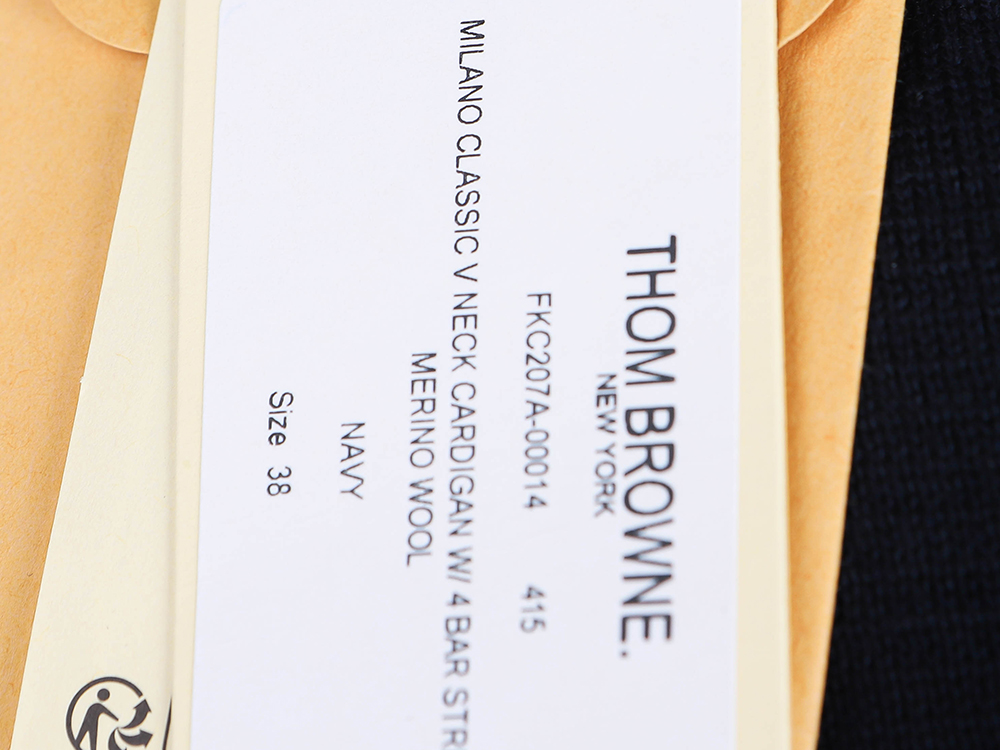 THOM BROWNE.
NEW YORK
FKC207A-00014 415
MILANO CLASSIC V NECK CARDIGAN W/ 4 BAR STR
MERINO WOOL
NAVY
Size 38